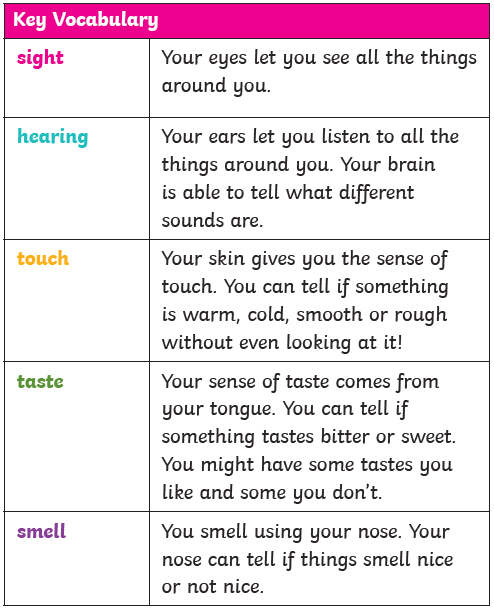 Key Vocabulary
sight
Your eyes let you see all the things
around you.
hearing
Your ears let you listen to all the
things around you. Your brain
is able to tell what different
sounds are.
touch
Your skin gives you the sense of
touch. You can tell if something
is warm, cold, smooth or rough
without even looking at it!
taste
Your sense of taste comes from
your tongue. You can tell if
something tastes bitter or sweet.
You might have some tastes you
like and some you don't.
smell
You smell using your nose. Your
nose can tell if things smell nice
or not nice.